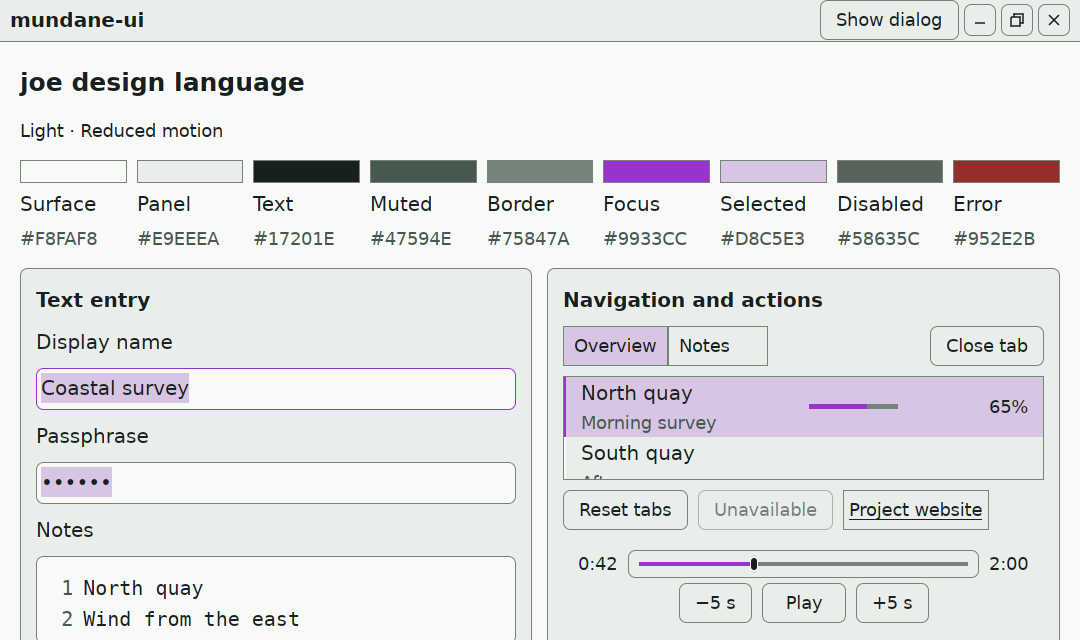 mundane-ui
Show dialog
joe design language
Light · Reduced motion
Surface Panel Text Muted Border Focus Selected Disabled Error
#F8FAF8 #E9EEEA #17201E #47594E #75847A #9933CC #D8C5E3 #58635C #952E2B
Text entry
Display name
Coastal survey
Passphrase
••••••
Notes
1 North quay
2 Wind from the east
Navigation and actions
Overview Notes Close tab
North quay 65%
Morning survey
South quay
Reset tabs Unavailable Project website
0:42 2:00
−5 s Play +5 s